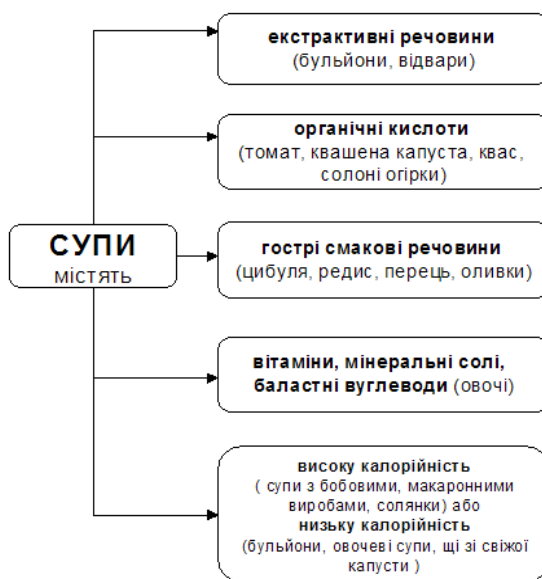 екстрактивні речовини
(бульйони, відвари)
органічні кислоти
(томат, квашена капуста, квас,
солоні огірки)
СУПИ
містять
гострі смакові речовини
(цибуля, редис, перець, оливки)
вітаміни, мінеральні солі,
баластні вуглеводи (овочі)
високу калорійність
( супи з бобовими, макаронними
виробами, солянки) або
низьку калорійність
(бульйони, овочеві супи, щі зі свіжої
капусти )